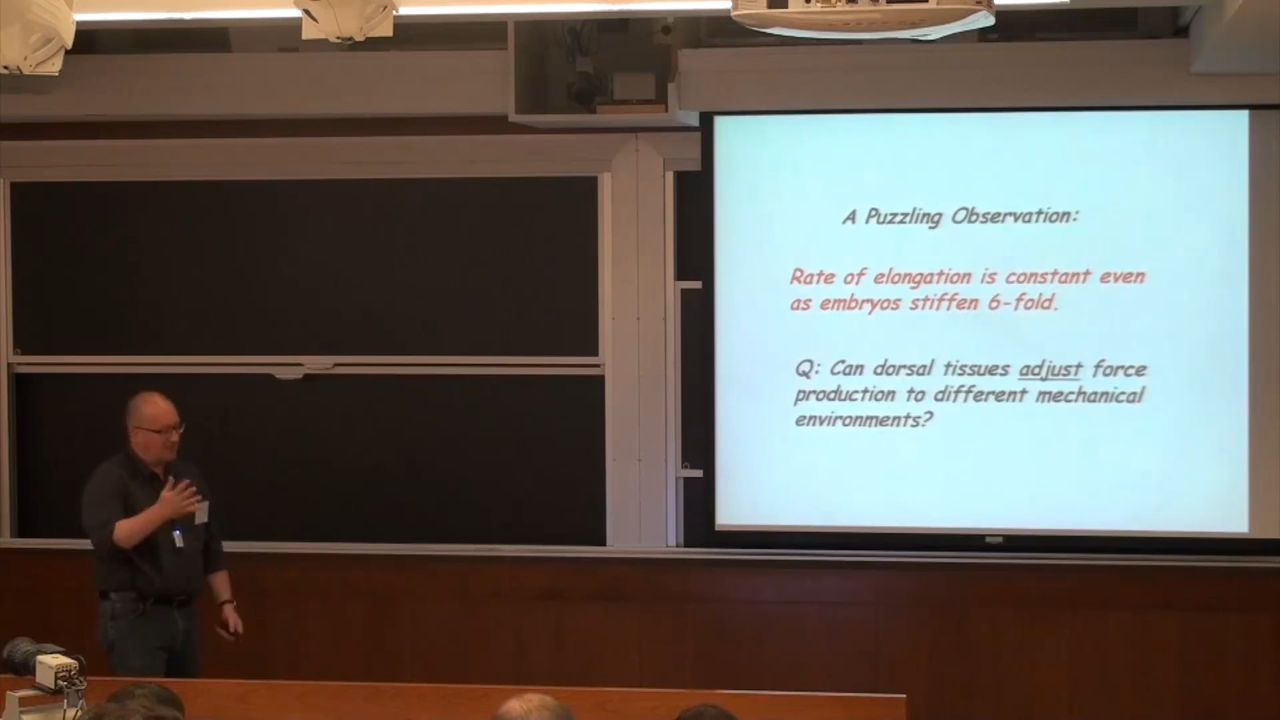 A Puzzling Observation:
Rate of elongation is constant even
as embryos stiffen 6-fold.
Q: Can dorsal tissues adjust force
production to different mechanical
environments?